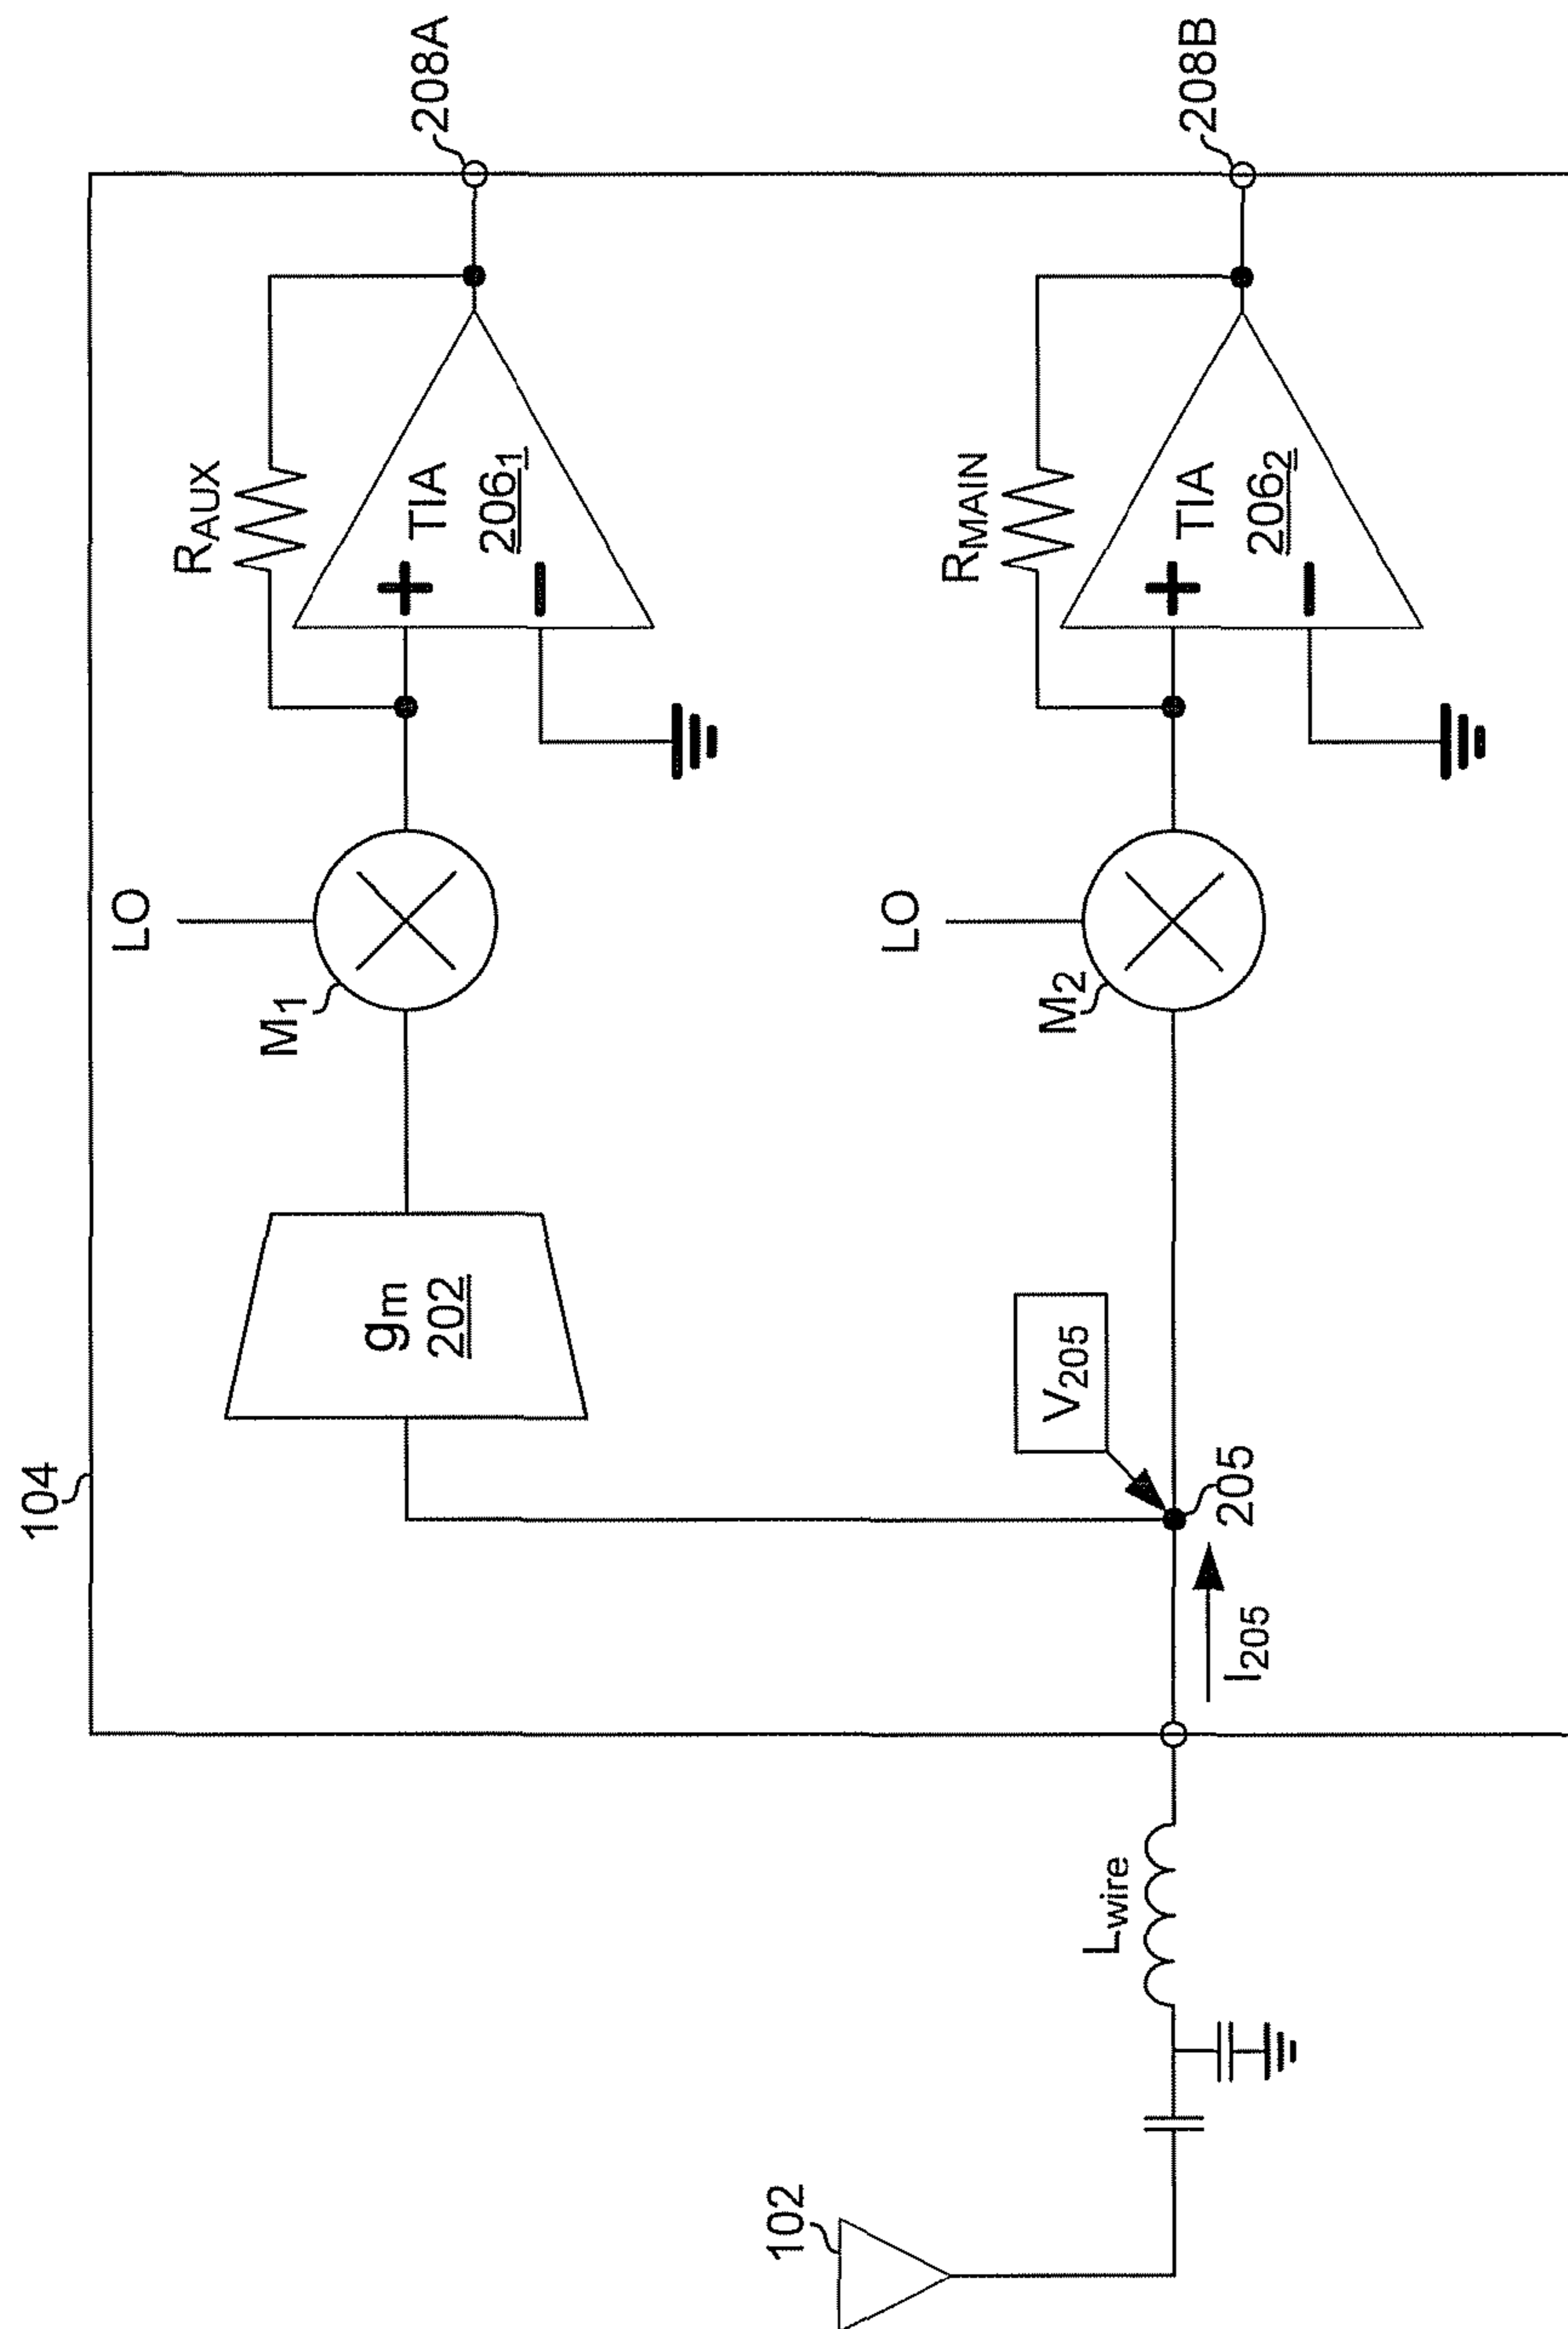 104
LO
M1
gm
202
RAUX
+
TIA
2061
−
208A
102
Lwire
I205
205
V205
LO
M2
RMAIN
+
TIA
2062
−
208B